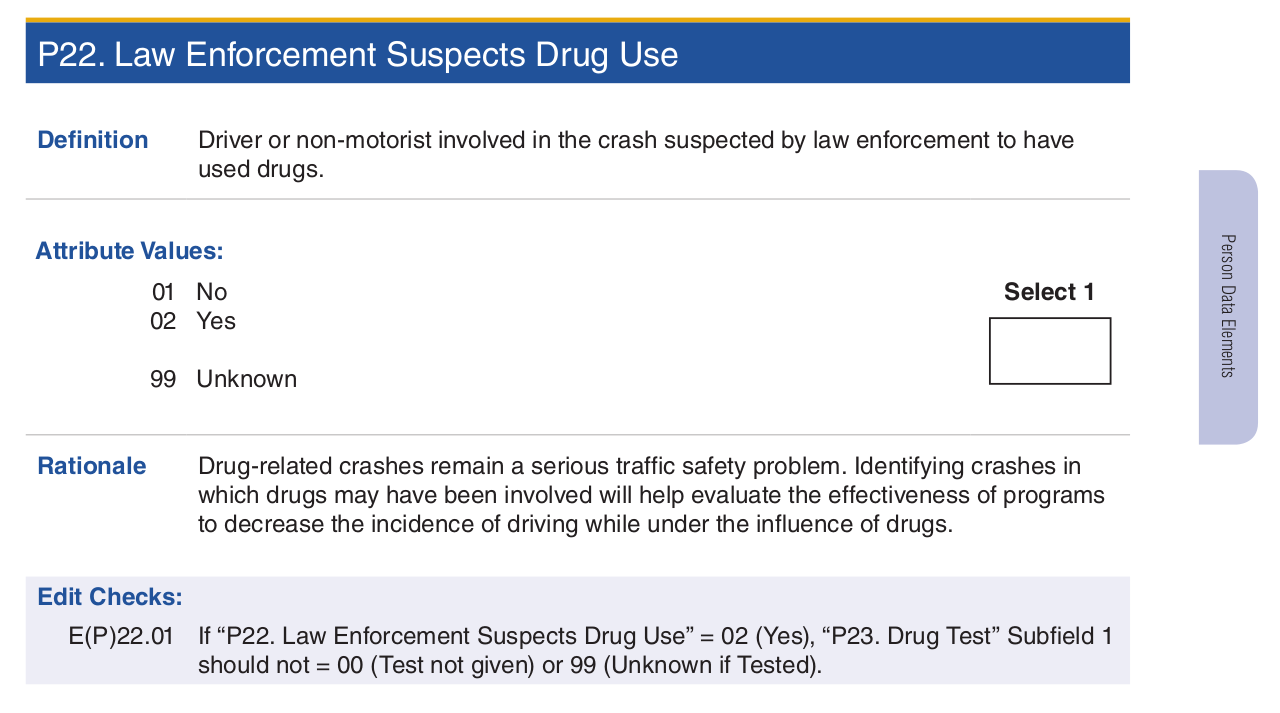 P22. Law Enforcement Suspects Drug Use
Definition
Driver or non-motorist involved in the crash suspected by law enforcement to have
used drugs.
Attribute Values:
01 No
02 Yes
99 Unknown
Select 1
Rationale
Drug-related crashes remain a serious traffic safety problem. Identifying crashes in
which drugs may have been involved will help evaluate the effectiveness of programs
to decrease the incidence of driving while under the influence of drugs.
Edit Checks:
E(P)22.01 If “P22. Law Enforcement Suspects Drug Use” = 02 (Yes), “P23. Drug Test” Subfield 1
should not = 00 (Test not given) or 99 (Unknown if Tested).
Person Data Elements